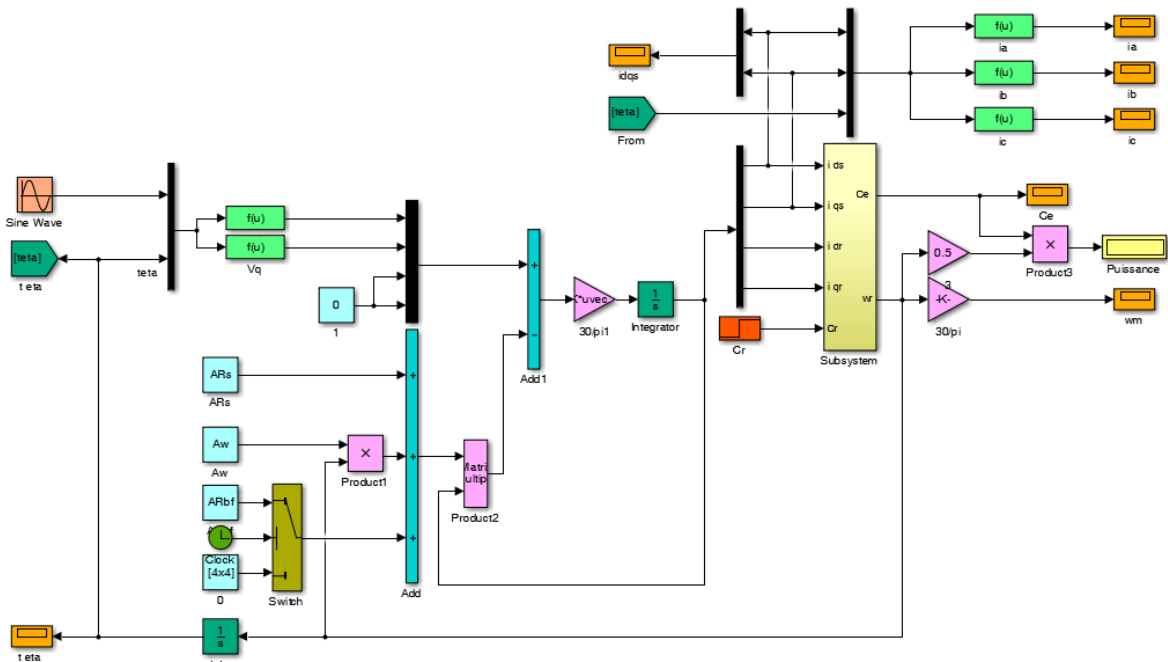 f(u)
ia
ia
idqs
f(u)
ib
ib
[teta]
From
f(u)
ic
ic
i ds
Ce
Ce
i qs
i dr
i qr
wr
Cr
Subsystem
Sine Wave
[teta]
t eta
teta
f(u)
f(u)
Vq
0
1
+
−
Add1
30/pi1
1
s
Integrator
Cr
0.5
×
Product3
Puissance
3
-K-
30/pi
wm
ARs
ARs
+
Aw
Aw
×
Product1
+
Product2
ARbf
Clock
[4x4]
0
Switch
+
Add
t eta
1
s